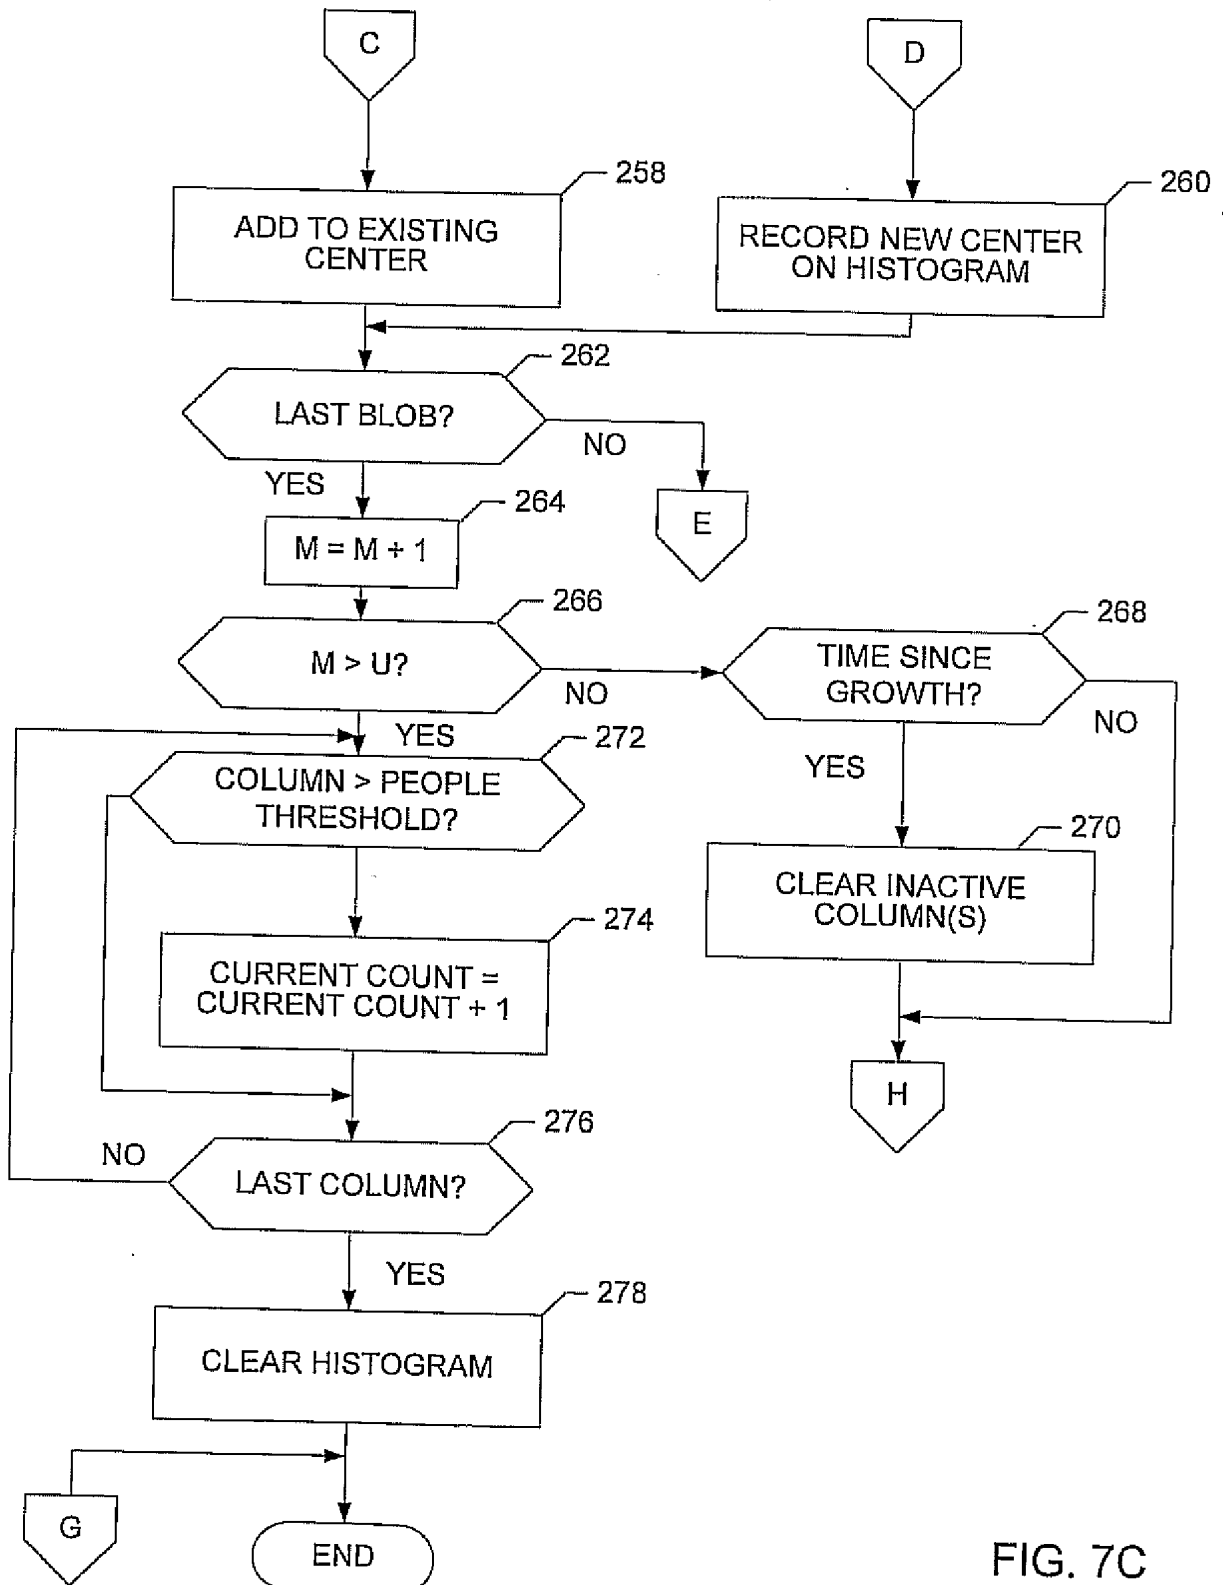 C
D
258
260
ADD TO EXISTING
CENTER
RECORD NEW CENTER
ON HISTOGRAM
262
LAST BLOB?
NO
YES
E
264
M = M + 1
266
268
M > U?
NO
TIME SINCE
GROWTH?
NO
YES
272
COLUMN > PEOPLE
THRESHOLD?
YES
270
CLEAR INACTIVE
COLUMN(S)
274
CURRENT COUNT =
CURRENT COUNT + 1
H
276
NO
LAST COLUMN?
YES
278
CLEAR HISTOGRAM
G
END
FIG. 7C